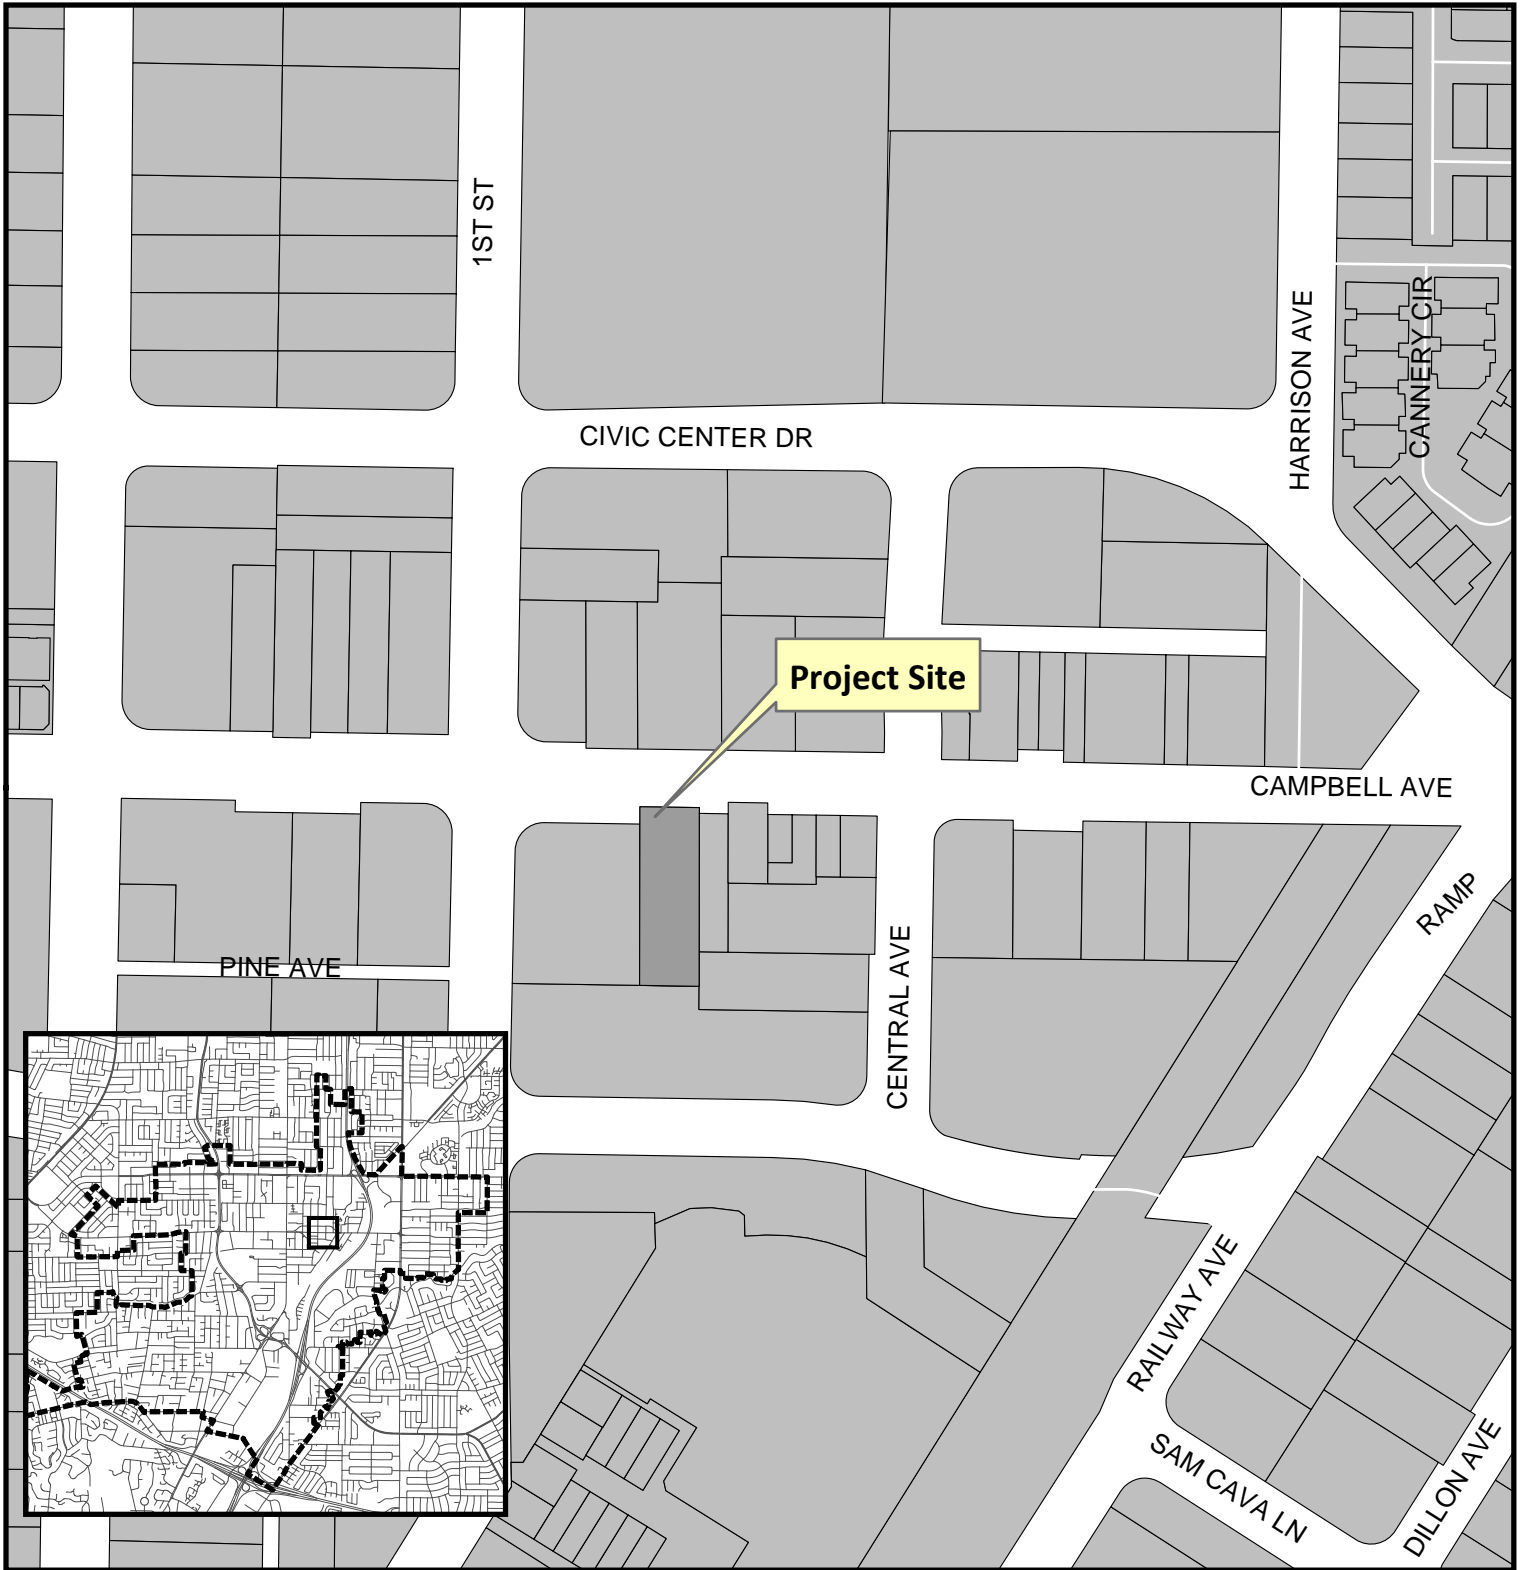 1ST ST
CIVIC CENTER DR
HARRISON AVE
CANNERY CIR
Project Site
CAMPBELL AVE
RAMP
PINE AVE
CENTRAL AVE
RAILWAY AVE
SAM CAVA LN
DILLON AVE